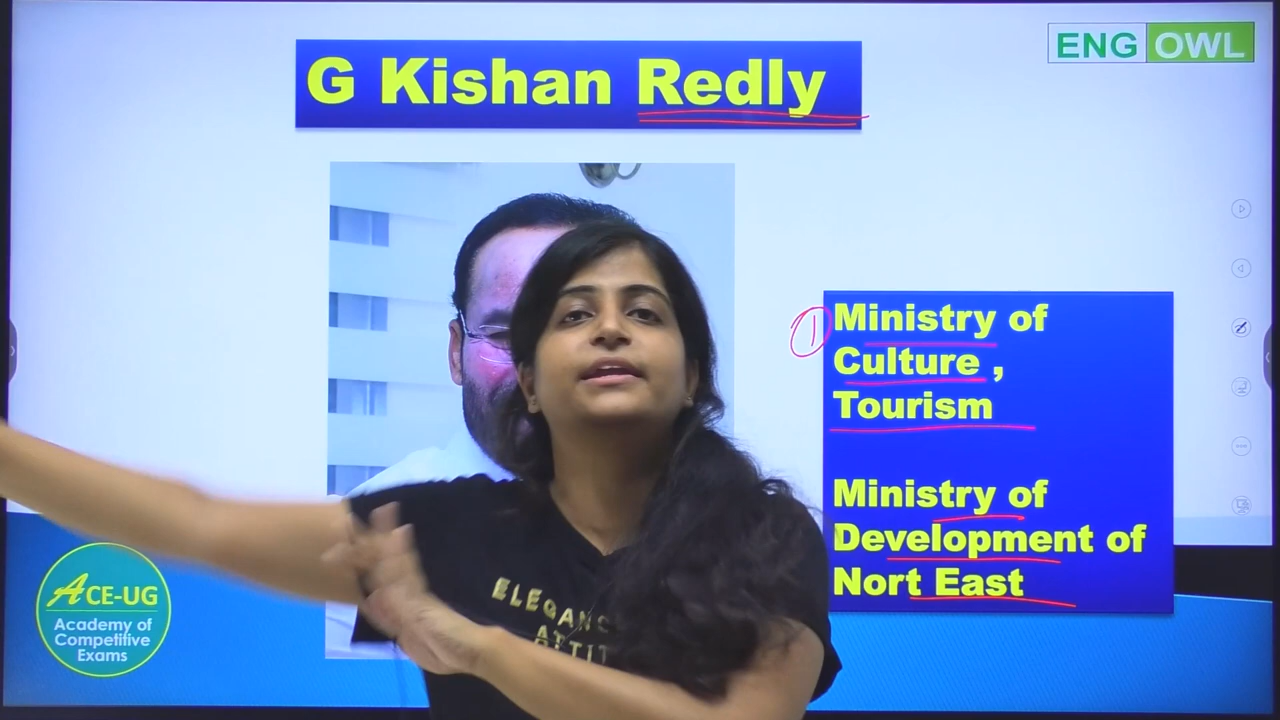 G Kishan Redly
ENG OWL
1
Ministry of
Culture ,
Tourism
Ministry of
Development of
Nort East
ELEGANC
ATTIT
ACE-UG
Academy of
Competitive
Exams